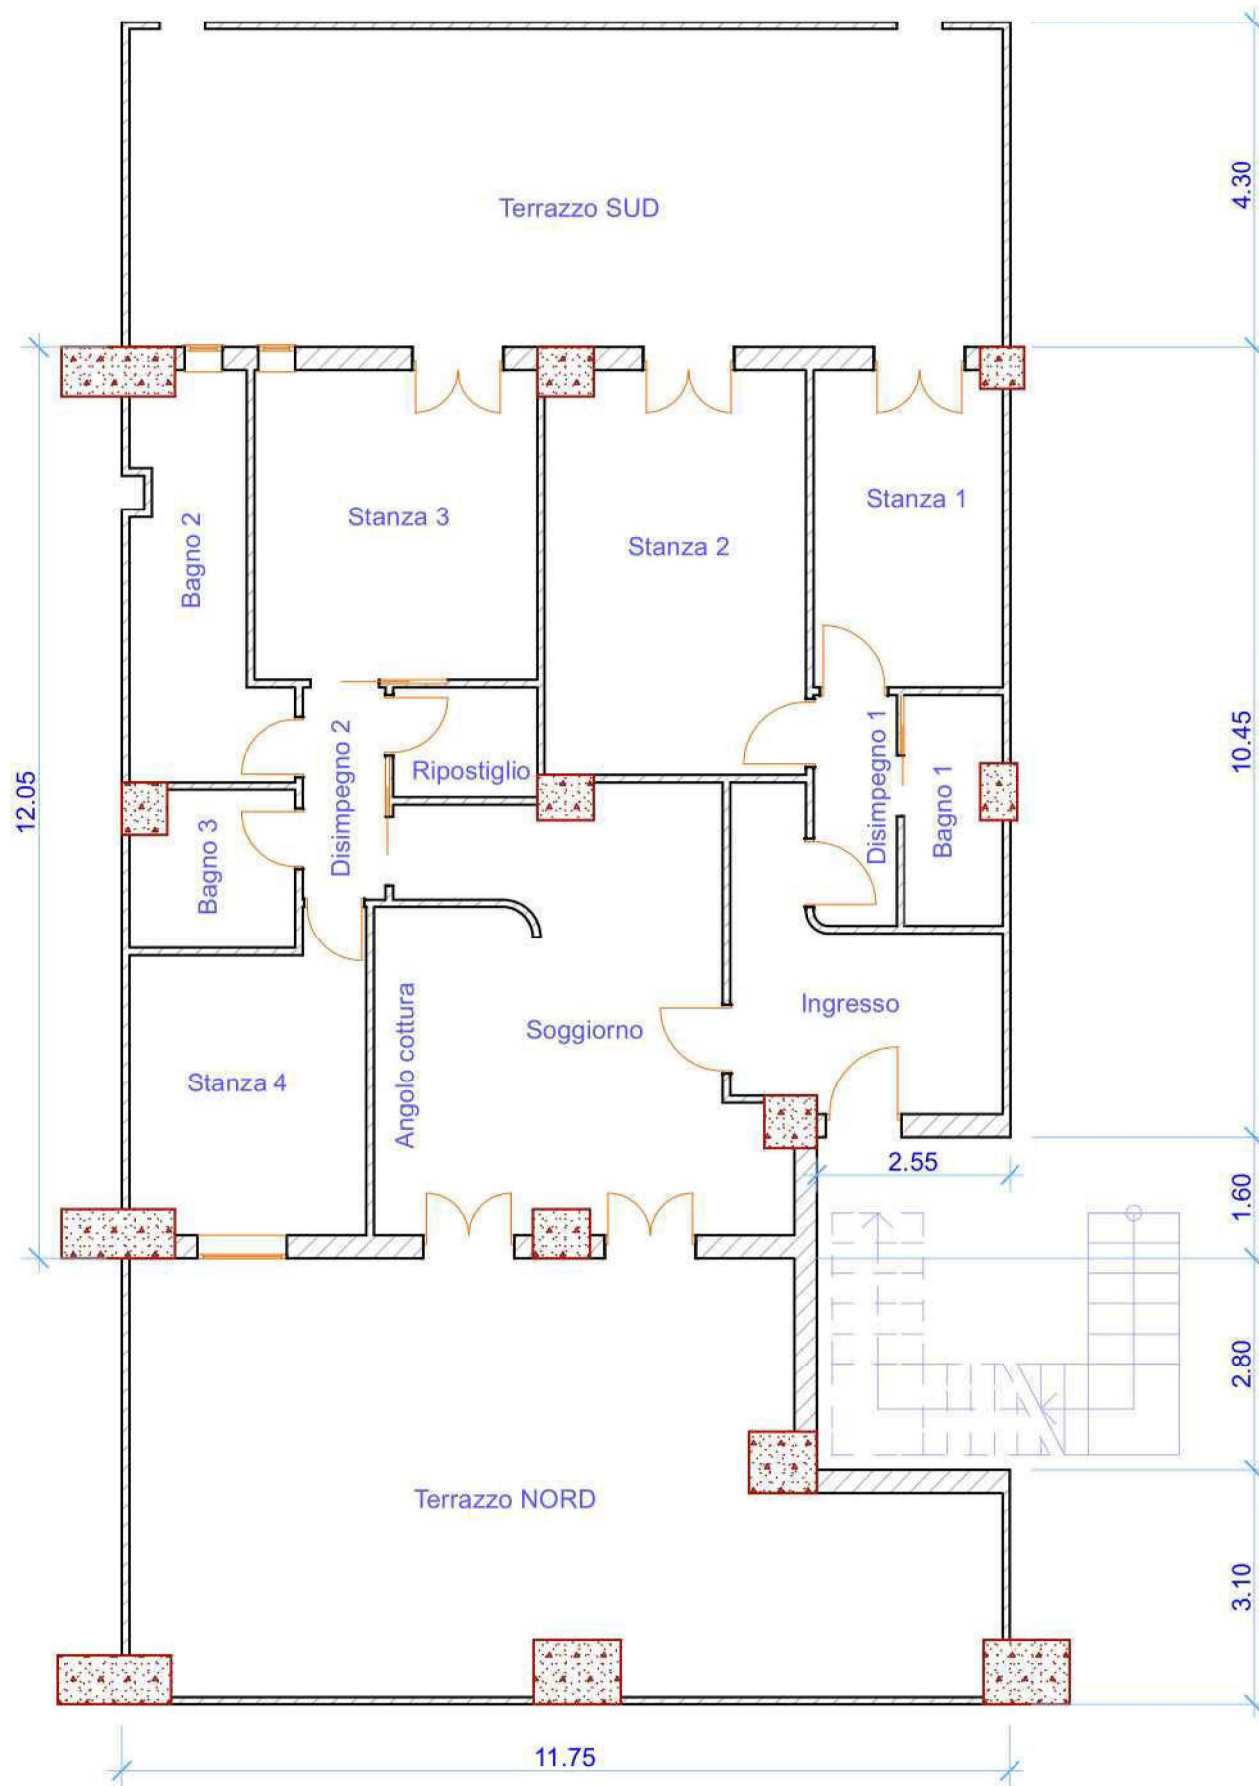 4.30
Terrazzo SUD
Stanza 1
Stanza 3
Stanza 2
Bagno 2
10.45
12.05
Disimpegno 2
Ripostiglio
Disimpegno 1
Bagno 1
Bagno 3
Ingresso
Soggiorno
Angolo cottura
Stanza 4
2.55
1.60
2.80
Terrazzo NORD
3.10
11.75